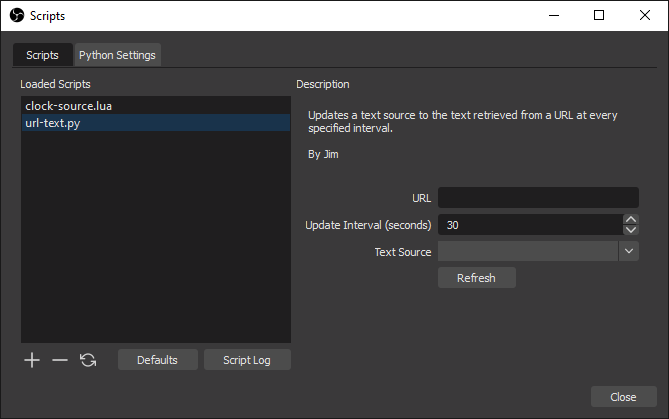 Scripts
Scripts
Python Settings
Loaded Scripts
clock-source.lua
url-text.py
Defaults
Script Log
Description
Updates a text source to the text retrieved from a URL at every
specified interval.
By Jim
URL
Update Interval (seconds) 30
Text Source
Refresh
Close